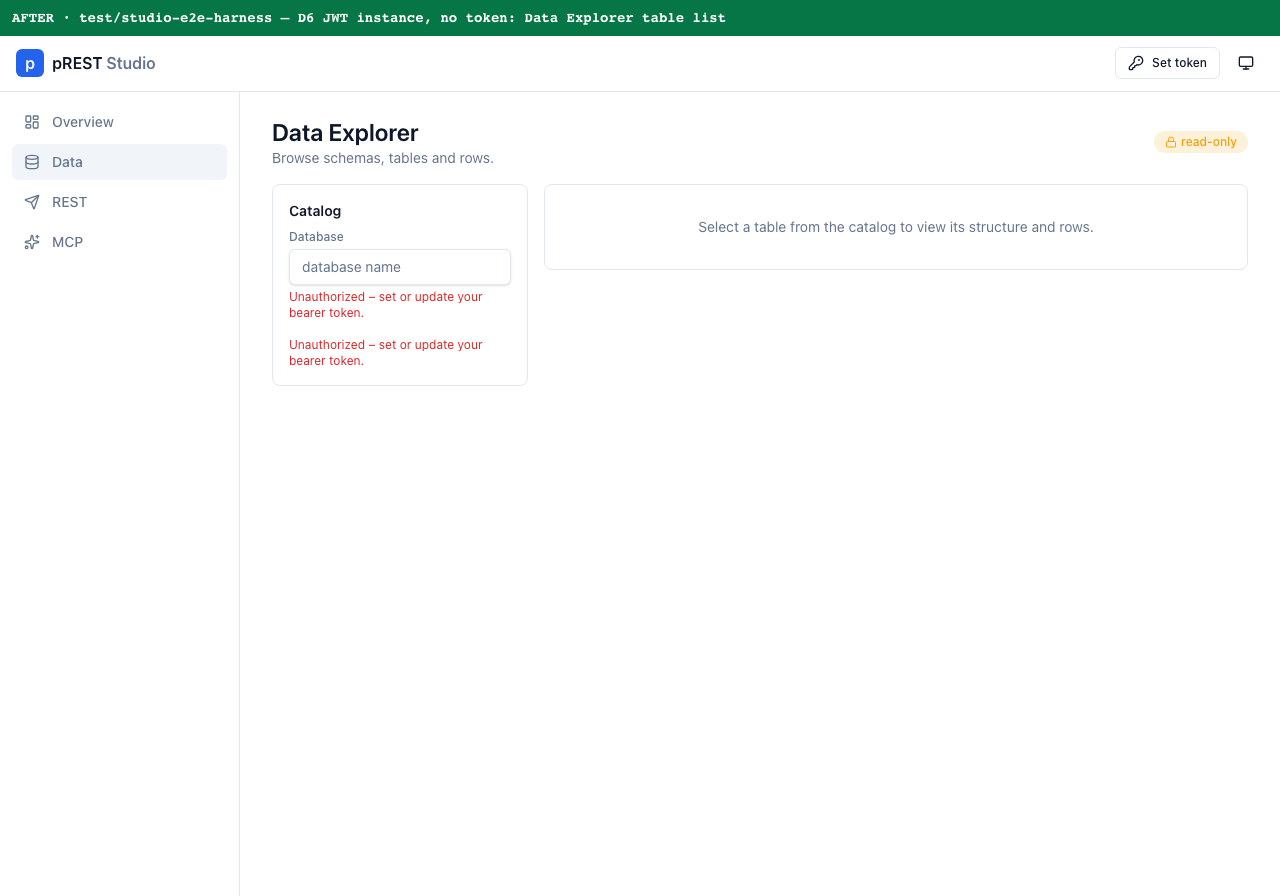 AFTER · test/studio-e2e-harness — D6 JWT instance, no token: Data Explorer table list
p pREST Studio
Set token
Overview
Data
REST
MCP
Data Explorer
Browse schemas, tables and rows.
read-only
Catalog
Database
database name
Unauthorized – set or update your
bearer token.
Unauthorized – set or update your
bearer token.
Select a table from the catalog to view its structure and rows.